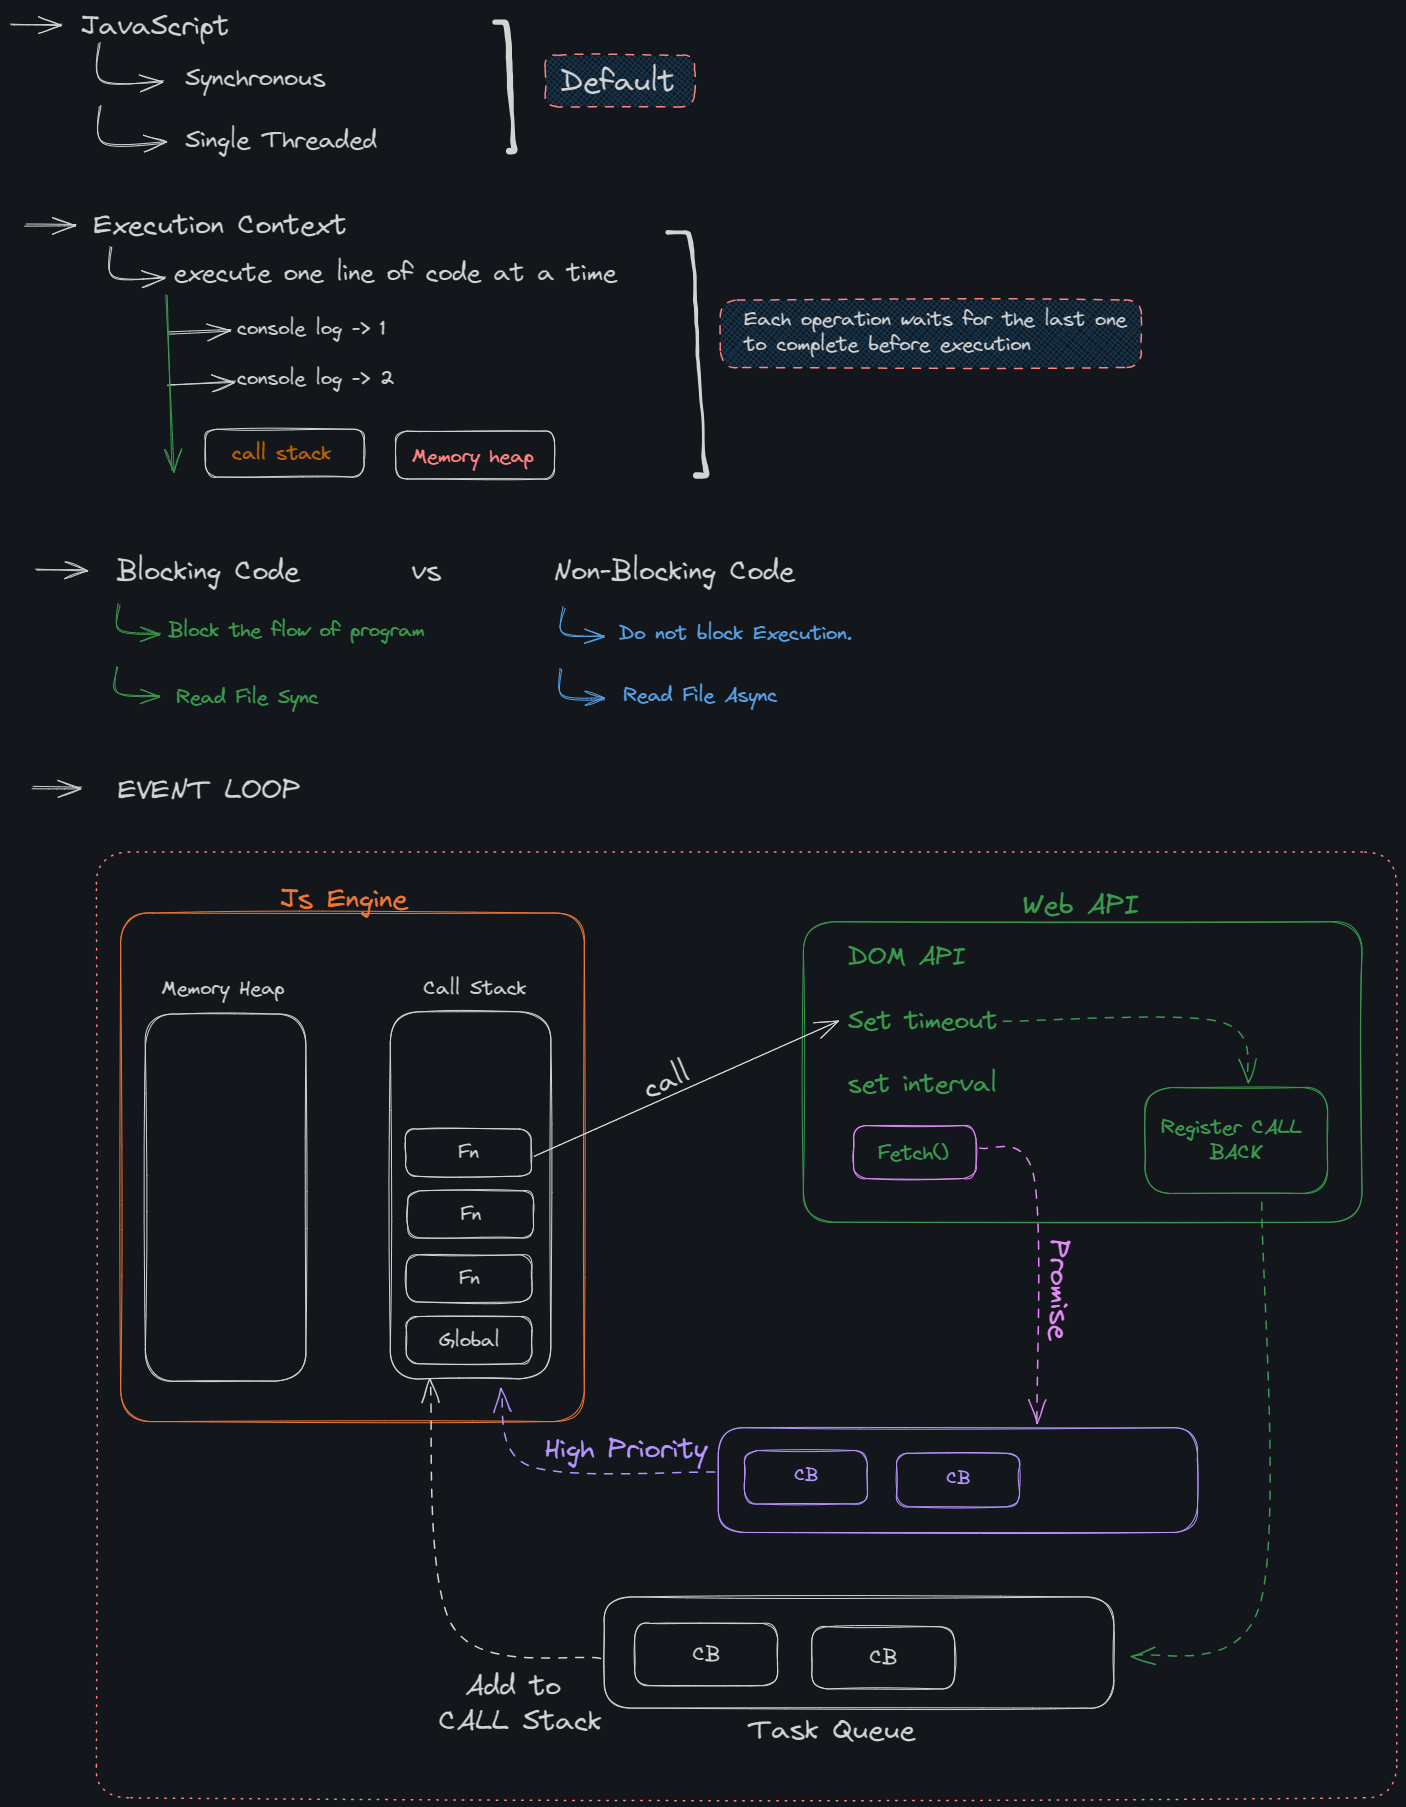 JavaScript
Synchronous
Single Threaded
Default
Execution Context
execute one line of code at a time
console log -> 1
console log -> 2
call stack
Memory heap
Each operation waits for the last one
to complete before execution
Blocking Code vs Non-Blocking Code
Block the flow of program
Read File Sync
Do not block Execution.
Read File Async
EVENT LOOP
Js Engine
Memory Heap
Call Stack
Fn
Fn
Fn
Global
call
Web API
DOM API
Set timeout
set interval
Fetch()
Register CALL
BACK
Promise
High Priority
CB
CB
CB
CB
Add to
CALL Stack
Task Queue